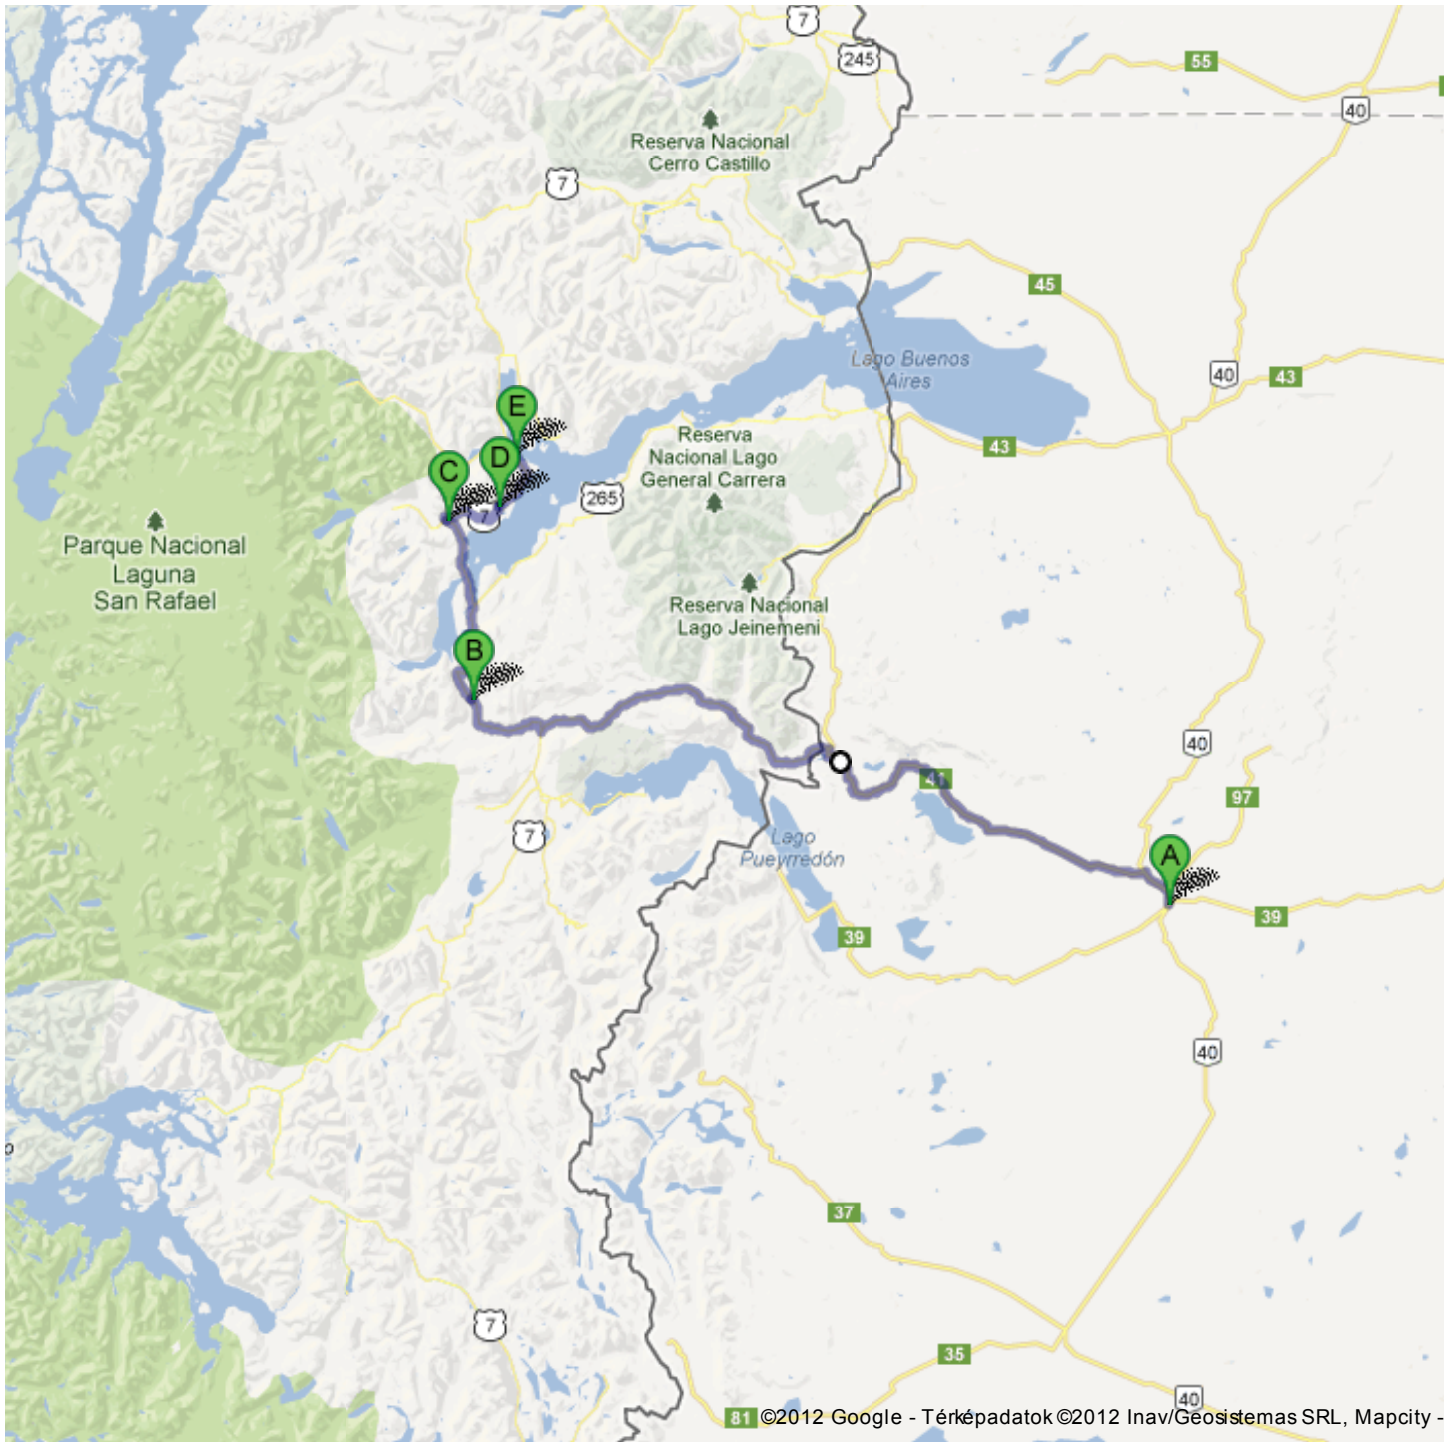 7
245
55
40
Reserva Nacional
Cerro Castillo
7
45
Lago Buenos
Aires
40
43
E
Reserva
Nacional Lago
General Carrera
43
D
C
265
7
Parque Nacional
Laguna
San Rafael
Reserva Nacional
Lago Jeinemeni
B
40
41
97
7
Lago
Pueyrredón
A
39
39
40
37
7
35
40
81 ©2012 Google - Térképadatok ©2012 Inav/Geosistemas SRL, Mapcity -